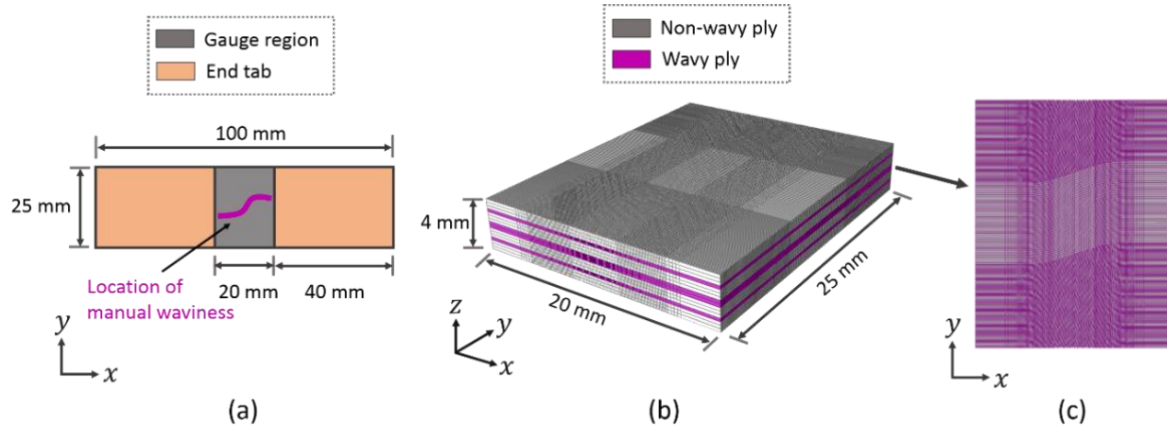 Gauge region
End tab
100 mm
25 mm
Location of
manual waviness
20 mm
40 mm
y
x
(a)
Non-wavy ply
Wavy ply
4 mm
20 mm
25 mm
z
y
x
(b)
y
x
(c)